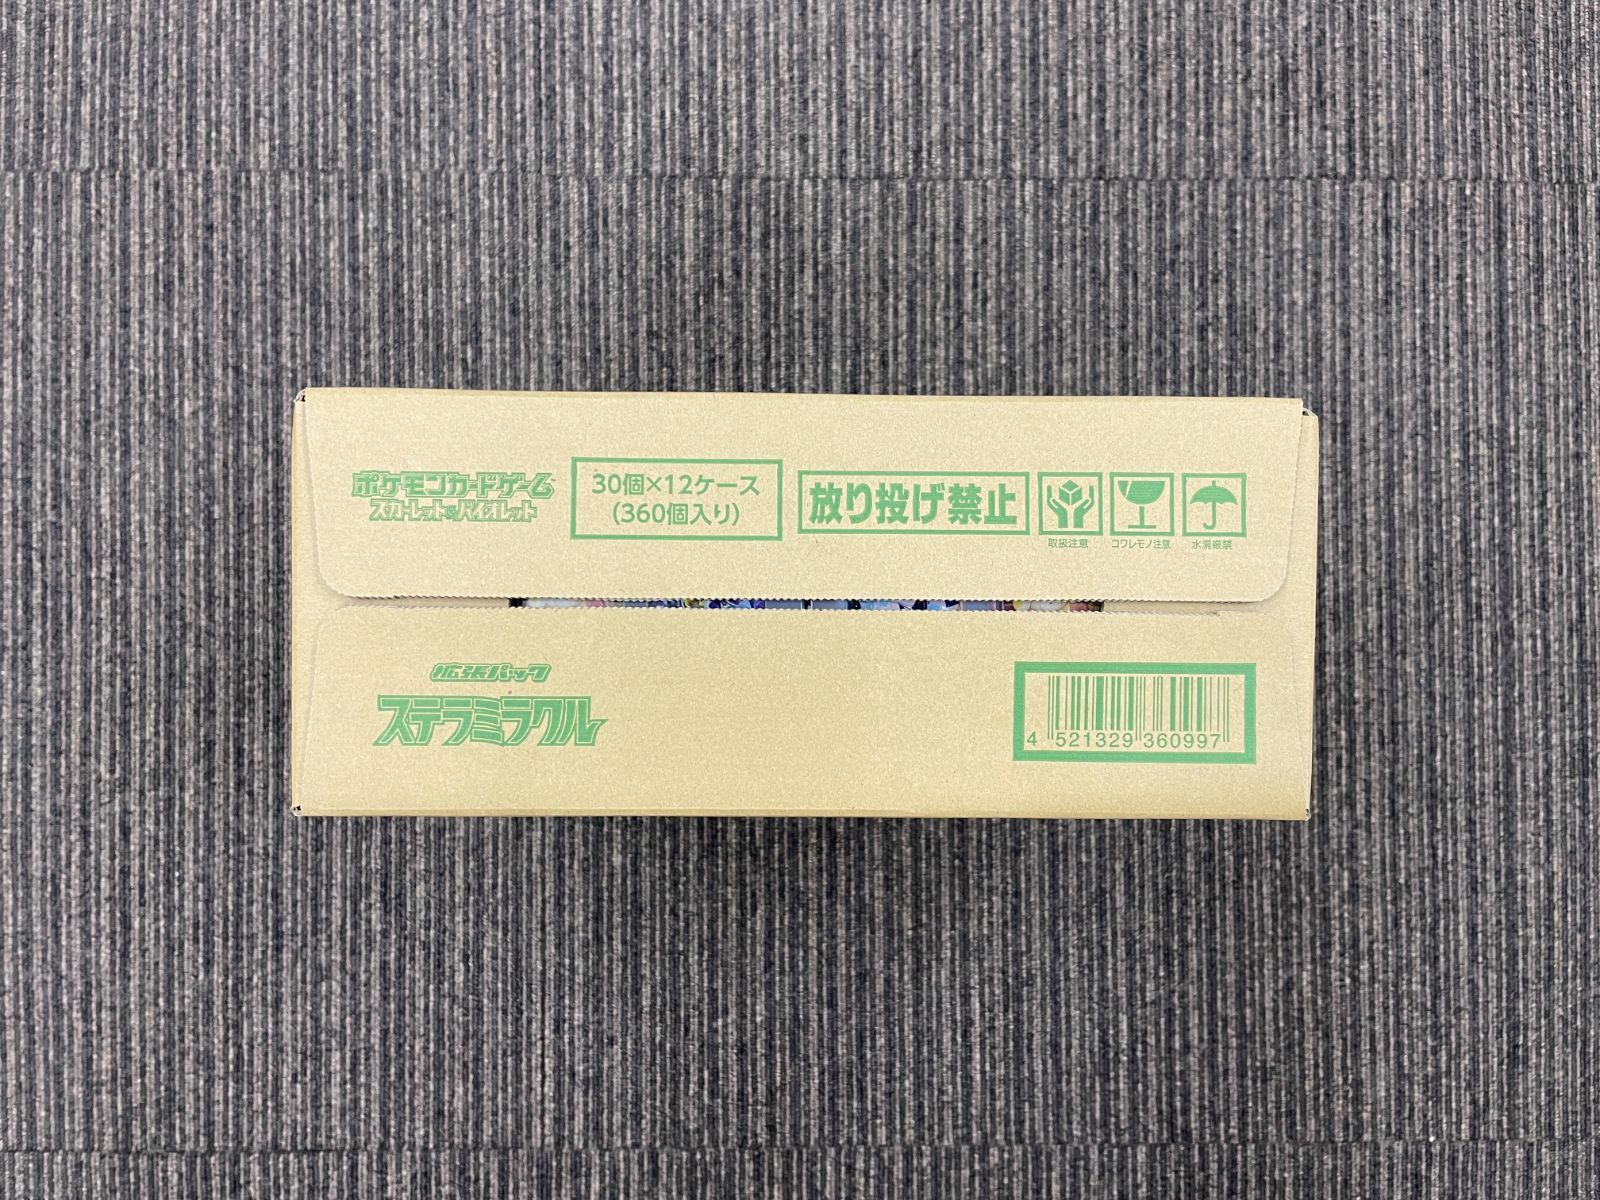 ポケモンカードゲーム
スカーレット&バイオレット
30個×12ケース
(360個入り)
放り投げ禁止
取扱注意
コワレモノ注意
水濡厳禁
拡張パック
ステラミラクル
4 521329 360997